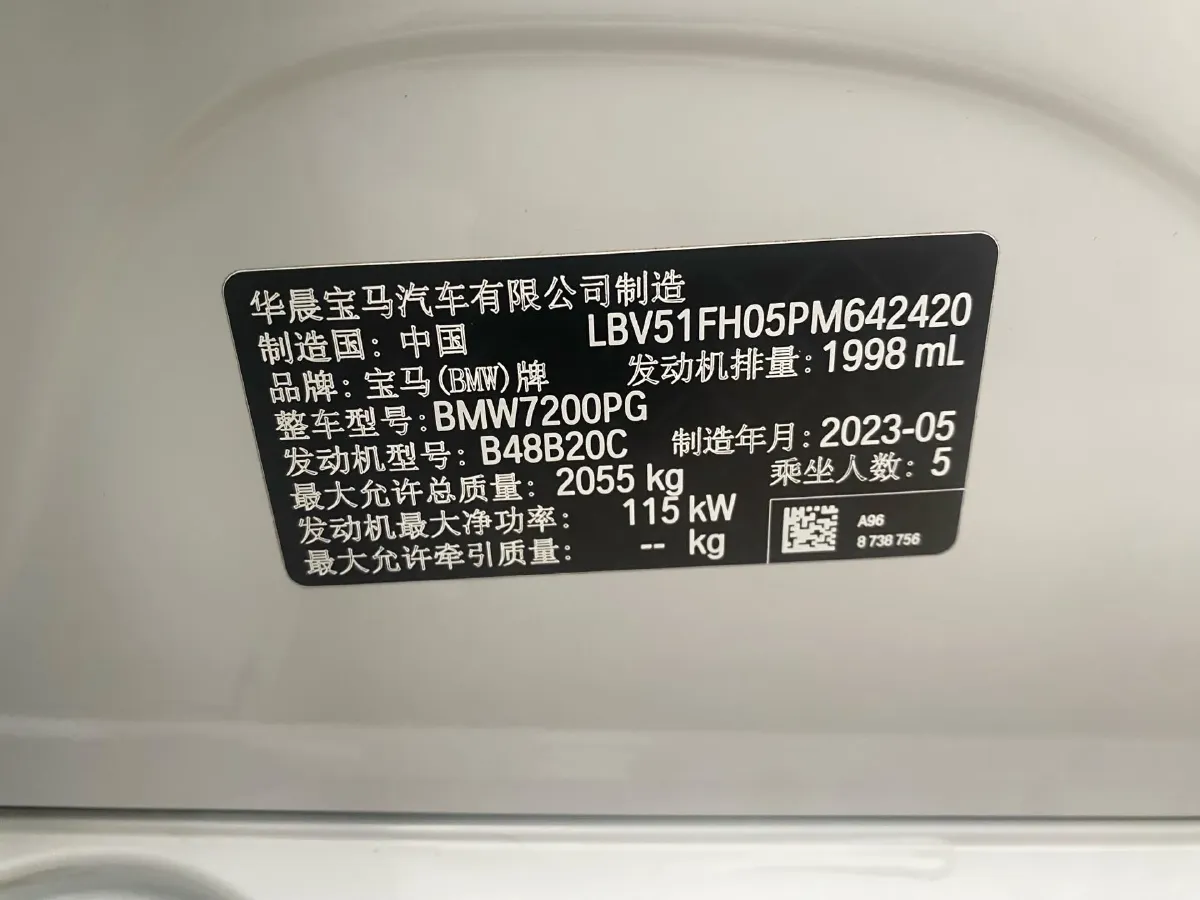 华晨宝马汽车有限公司制造
制造国：中国 LBV51FH05PM642420
品牌：宝马(BMW)牌 发动机排量：1998 mL
整车型号：BMW7200PG
发动机型号：B48B20C 制造年月：2023-05
最大允许总质量：2055 kg 乘坐人数：5
发动机最大净功率：115 kW
最大允许牵引质量：-- kg
A96
8 738 756